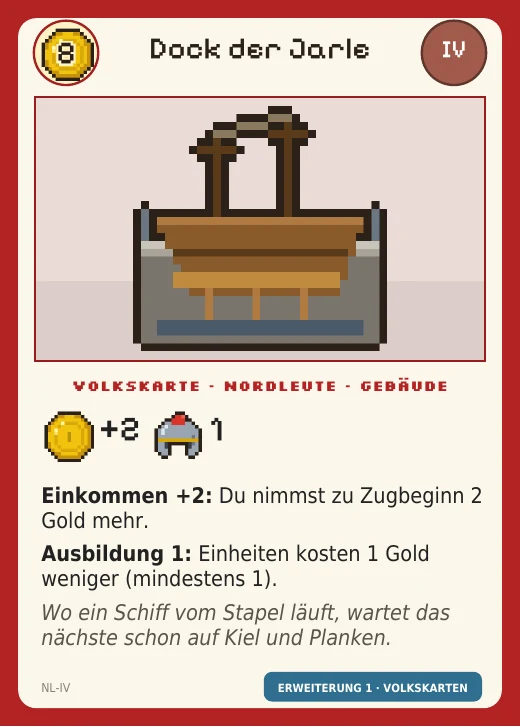 8
Dock der Jarle
IV
VOLKSKARTE · NORDLEUTE · GEBÄUDE
+2 1
Einkommen +2: Du nimmst zu Zugbeginn 2
Gold mehr.
Ausbildung 1: Einheiten kosten 1 Gold
weniger (mindestens 1).
Wo ein Schiff vom Stapel läuft, wartet das
nächste schon auf Kiel und Planken.
NL-IV
ERWEITERUNG 1 · VOLKSKARTEN